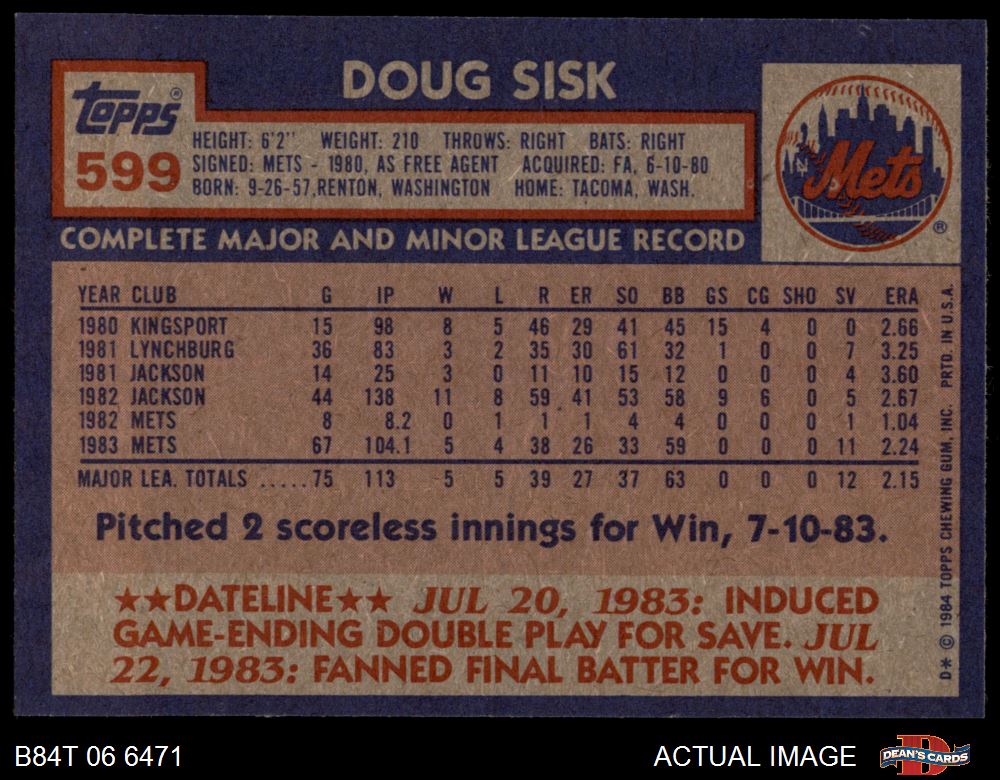 DOUG SISK
Topps®
599
HEIGHT: 6'2" WEIGHT: 210 THROWS: RIGHT BATS: RIGHT
SIGNED: METS - 1980, AS FREE AGENT ACQUIRED: FA, 6-10-80
BORN: 9-26-57,RENTON, WASHINGTON HOME: TACOMA, WASH.
NY
Mets
®
COMPLETE MAJOR AND MINOR LEAGUE RECORD
YEAR CLUB G IP W L R ER SO BB GS CG SHO SV ERA
1980 KINGSPORT 15 98 8 5 46 29 41 45 15 4 0 0 2.66
1981 LYNCHBURG 36 83 3 2 35 30 61 32 1 0 0 7 3.25
1981 JACKSON 14 25 3 0 11 10 15 12 0 0 0 4 3.60
1982 JACKSON 44 138 11 8 59 41 53 58 9 6 0 5 2.67
1982 METS 8 8.2 0 1 1 1 4 4 0 0 0 1 1.04
1983 METS 67 104.1 5 4 38 26 33 59 0 0 0 11 2.24
MAJOR LEA. TOTALS .....75 113 5 5 39 27 37 63 0 0 0 12 2.15
Pitched 2 scoreless innings for Win, 7-10-83.
★★DATELINE★★ JUL 20, 1983: INDUCED
GAME-ENDING DOUBLE PLAY FOR SAVE. JUL
22, 1983: FANNED FINAL BATTER FOR WIN.
D* © 1984 TOPPS CHEWING GUM, INC. PRTD. IN U.S.A.
B84T 06 6471
ACTUAL IMAGE
DEAN'S CARDS